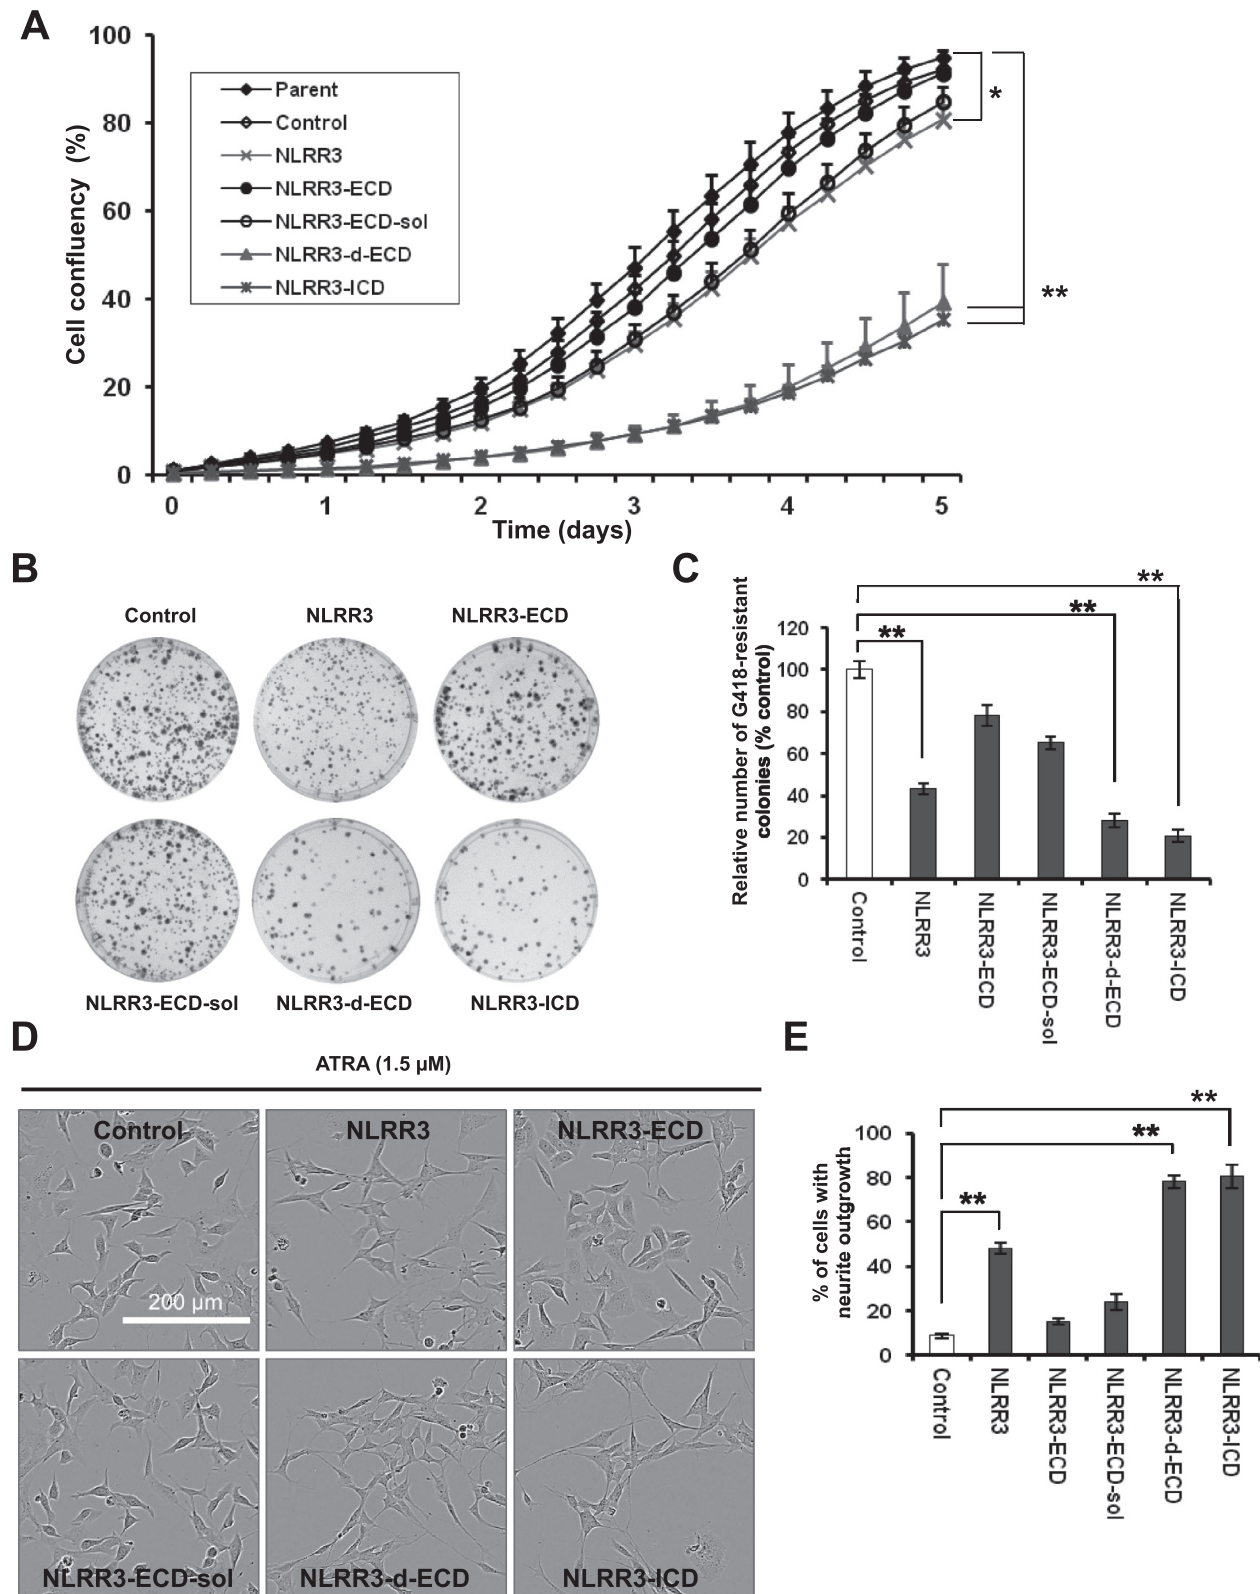 A
100
80
60
40
20
0
Cell confluency (%)
Parent
Control
NLRR3
NLRR3-ECD
NLRR3-ECD-sol
NLRR3-d-ECD
NLRR3-ICD
*
**
0 1 2 3 4 5
Time (days)
B
Control NLRR3 NLRR3-ECD
NLRR3-ECD-sol NLRR3-d-ECD NLRR3-ICD
C
Relative number of G418-resistant
colonies (% control)
120
100
80
60
40
20
0
**
**
**
Control
NLRR3
NLRR3-ECD
NLRR3-ECD-sol
NLRR3-d-ECD
NLRR3-ICD
D
ATRA (1.5 µM)
Control NLRR3 NLRR3-ECD
200 µm
NLRR3-ECD-sol NLRR3-d-ECD NLRR3-ICD
E
% of cells with
neurite outgrowth
100
80
60
40
20
0
**
**
**
Control
NLRR3
NLRR3-ECD
NLRR3-ECD-sol
NLRR3-d-ECD
NLRR3-ICD